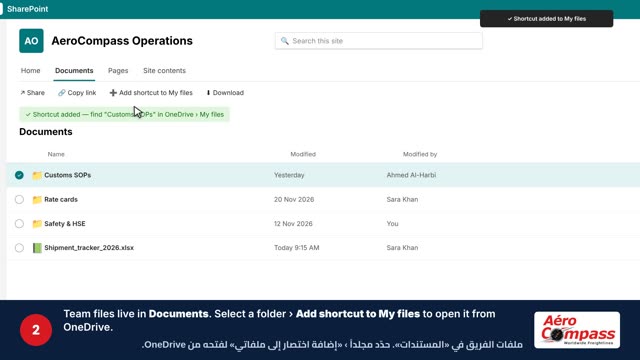 SharePoint
✓ Shortcut added to My files
AO
AeroCompass Operations
Search this site
Home Documents Pages Site contents
Share Copy link Add shortcut to My files Download
✓ Shortcut added — find "Customs SOPs" in OneDrive › My files
Documents
Name Modified Modified by
Customs SOPs Yesterday Ahmed Al-Harbi
Rate cards 20 Nov 2026 Sara Khan
Safety & HSE 12 Nov 2026 You
Shipment_tracker_2026.xlsx Today 9:15 AM Sara Khan
2
Team files live in Documents. Select a folder › Add shortcut to My files to open it from
OneDrive.
ملفات الفريق في «المستندات». حدّد مجلداً › «إضافة اختصار إلى ملفاتي» لفتحه من OneDrive.
Aéro
Compass
Worldwide Freightlines